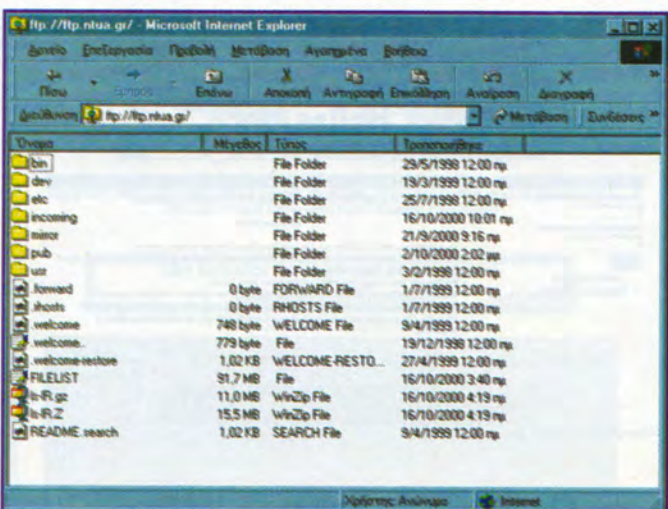 ftp://ftp.ntua.gr/ - Microsoft Internet Explorer
Αρχείο Επεξεργασία Προβολή Μετάβαση Αγαπημένα Βοήθεια
Πίσω Εμπρός Επάνω Αποκοπή Αντιγραφή Επικόλληση Αναίρεση Διαγραφή »
Διεύθυνση ftp://ftp.ntua.gr/ Μετάβαση Συνδέσεις »
Όνομα Μέγεθος Τύπος Τροποποιήθηκε
bin File Folder 29/5/1998 12:00 πμ
dev File Folder 19/3/1999 12:00 πμ
etc File Folder 25/7/1998 12:00 πμ
incoming File Folder 16/10/2000 10:01 πμ
mirror File Folder 21/9/2000 9:16 πμ
pub File Folder 2/10/2000 2:02 μμ
usr File Folder 3/2/1998 12:00 πμ
.forward 0 byte FORWARD File 1/7/1999 12:00 πμ
.rhosts 0 byte RHOSTS File 1/7/1999 12:00 πμ
.welcome 748 byte WELCOME File 9/4/1999 12:00 πμ
.welcome.. 779 byte File 19/12/1998 12:00 πμ
.welcome-restore 1,02 KB WELCOME-RESTO... 27/4/1999 12:00 πμ
FILELIST 91,7 MB File 16/10/2000 3:40 πμ
ls-lR.gz 11,0 MB WinZip File 16/10/2000 4:19 πμ
ls-lR.Z 15,5 MB WinZip File 16/10/2000 4:19 πμ
README.search 1,02 KB SEARCH File 9/4/1999 12:00 πμ
Χρήστης: Ανώνυμο Internet